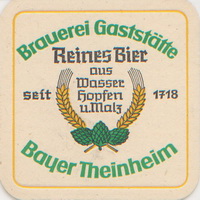 Brauerei Gaststätte
Reines Bier
aus
Wasser
Hopfen
u. Malz
seit 1718
Bayer Theinheim